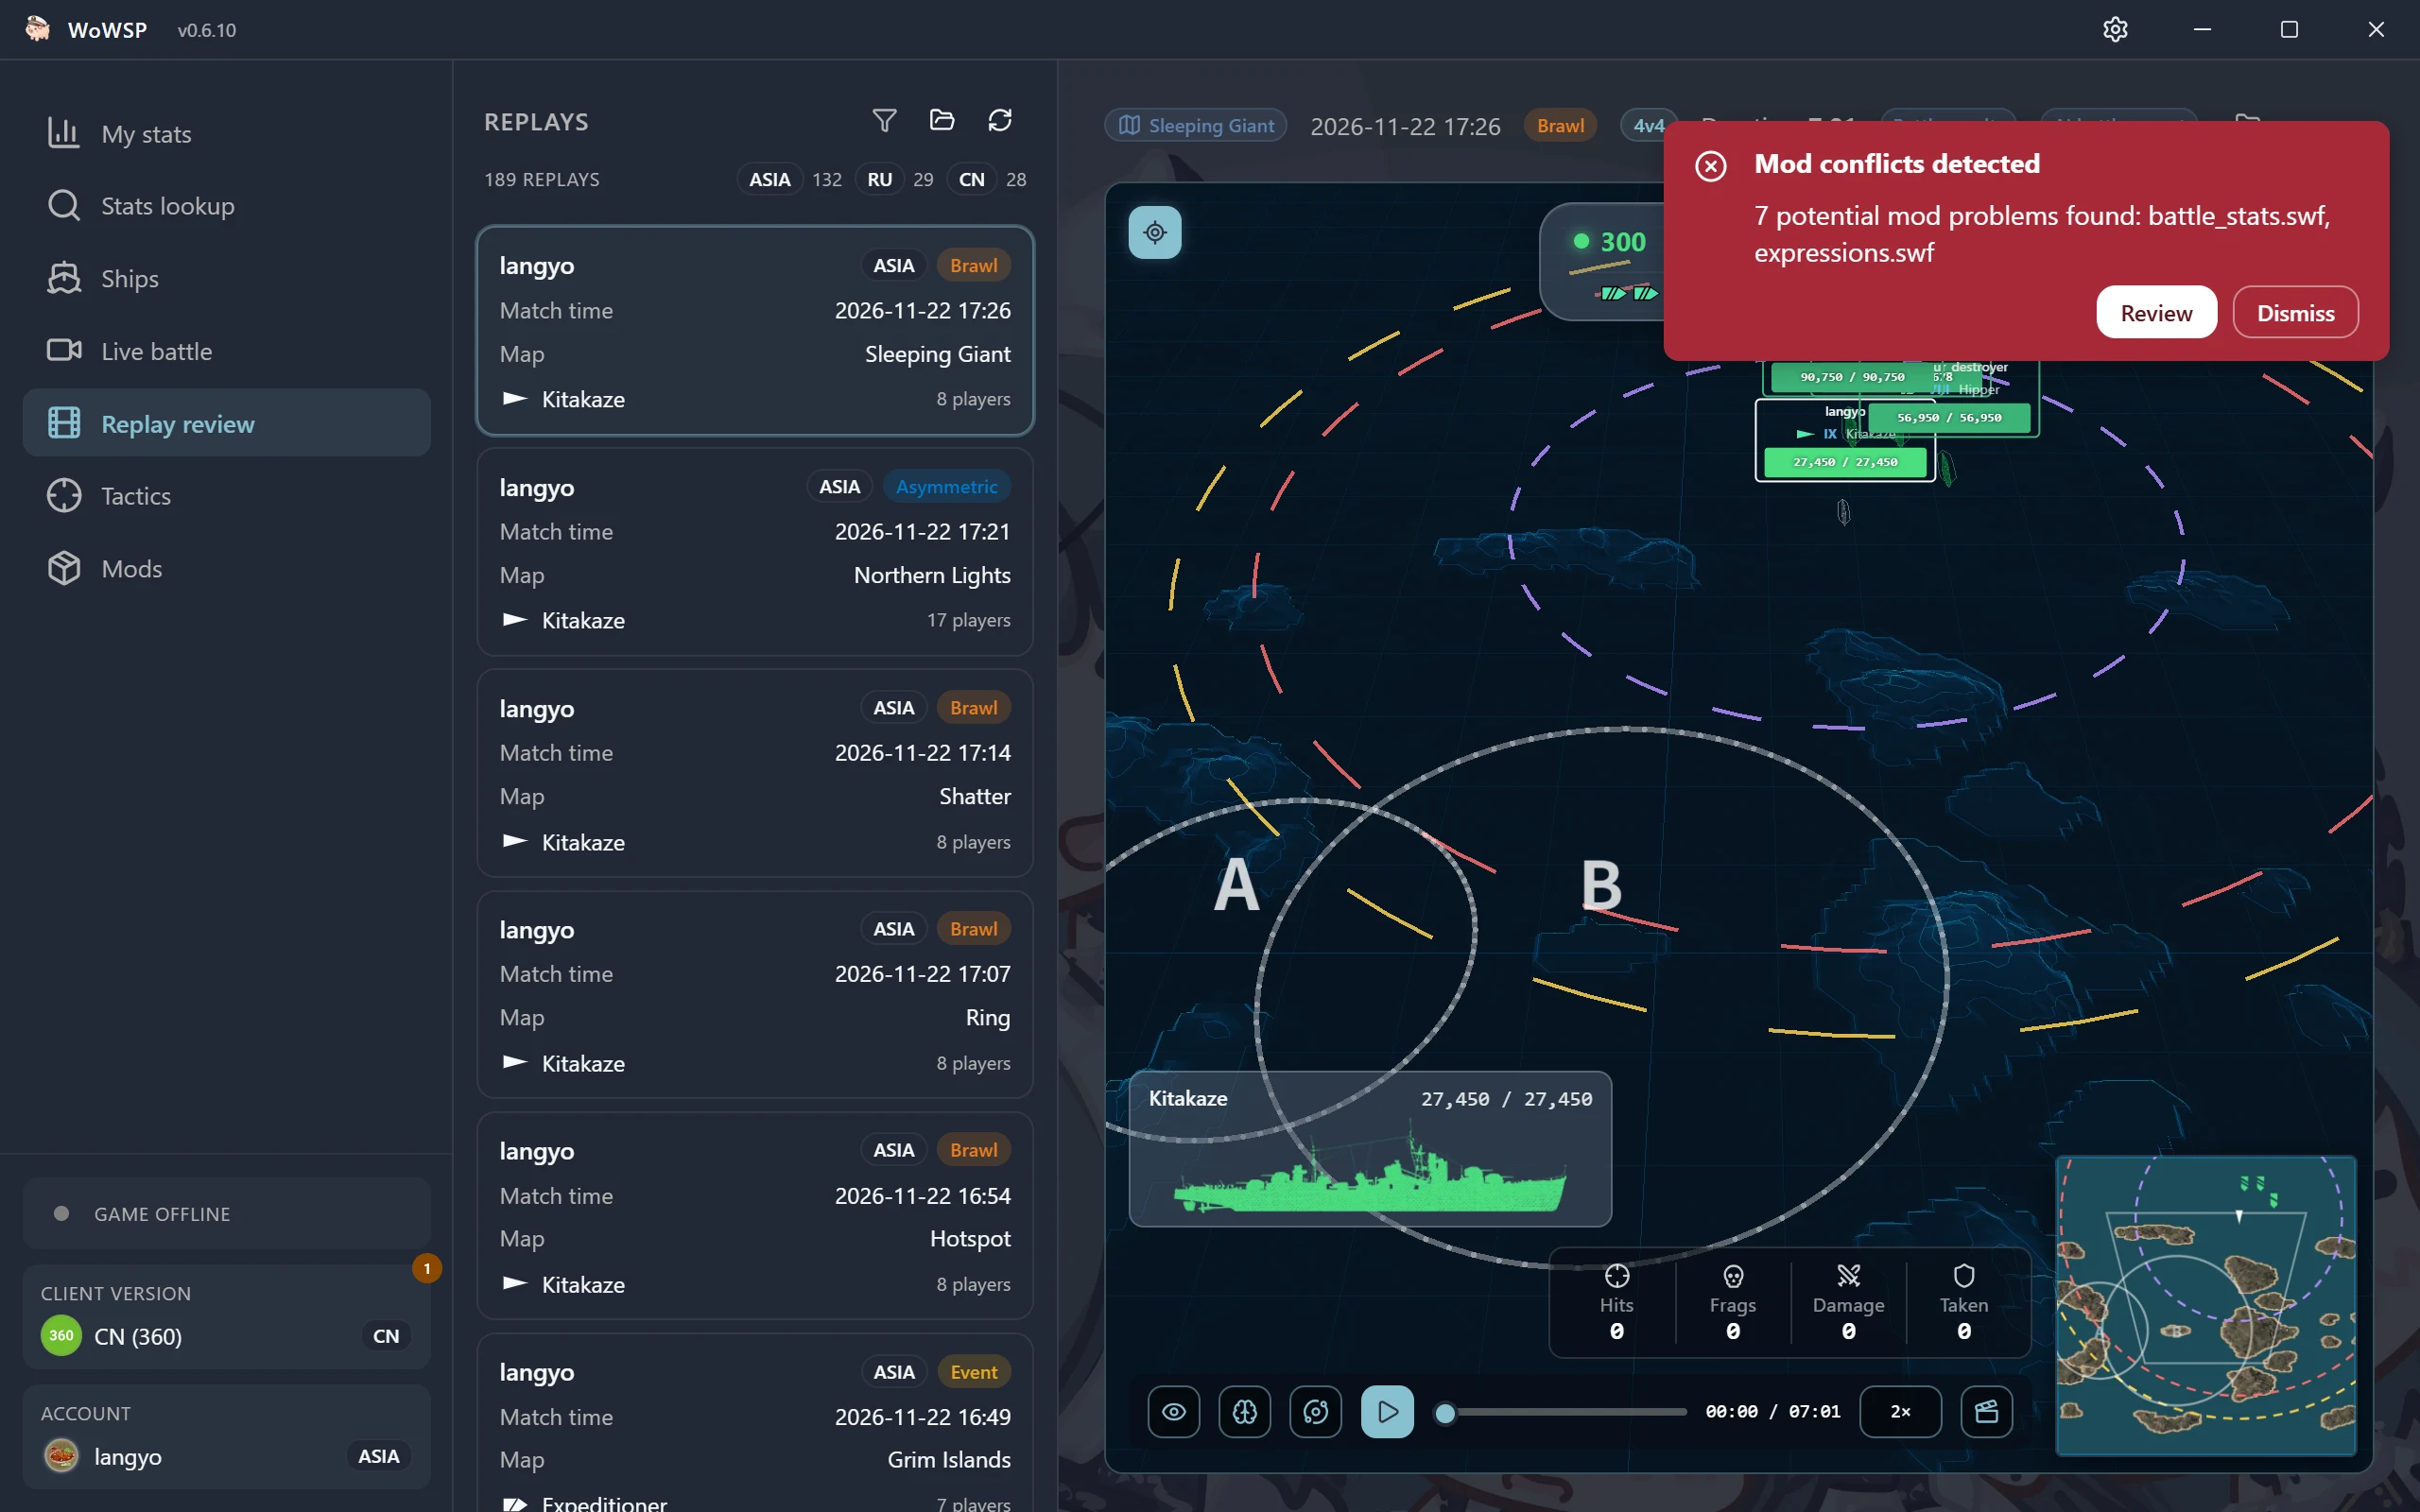 WoWSP v0.6.10
My stats
Stats lookup
Ships
Live battle
Replay review
Tactics
Mods
GAME OFFLINE
1
CLIENT VERSION
360 CN (360) CN
ACCOUNT
langyo ASIA
REPLAYS
189 REPLAYS ASIA 132 RU 29 CN 28
langyo ASIA Brawl
Match time 2026-11-22 17:26
Map Sleeping Giant
Kitakaze 8 players
langyo ASIA Asymmetric
Match time 2026-11-22 17:21
Map Northern Lights
Kitakaze 17 players
langyo ASIA Brawl
Match time 2026-11-22 17:14
Map Shatter
Kitakaze 8 players
langyo ASIA Brawl
Match time 2026-11-22 17:07
Map Ring
Kitakaze 8 players
langyo ASIA Brawl
Match time 2026-11-22 16:54
Map Hotspot
Kitakaze 8 players
langyo ASIA Event
Match time 2026-11-22 16:49
Map Grim Islands
Expeditioner 7 players
Sleeping Giant 2026-11-22 17:26 Brawl 4v4
Mod conflicts detected
7 potential mod problems found: battle_stats.swf,
expressions.swf
Review Dismiss
300
90,750 / 90,750
destroyer
Hipper
langyo
56,950 / 56,950
IX Kitakaze
27,450 / 27,450
A B
Kitakaze 27,450 / 27,450
Hits Frags Damage Taken
0 0 0 0
00:00 / 07:01 2×